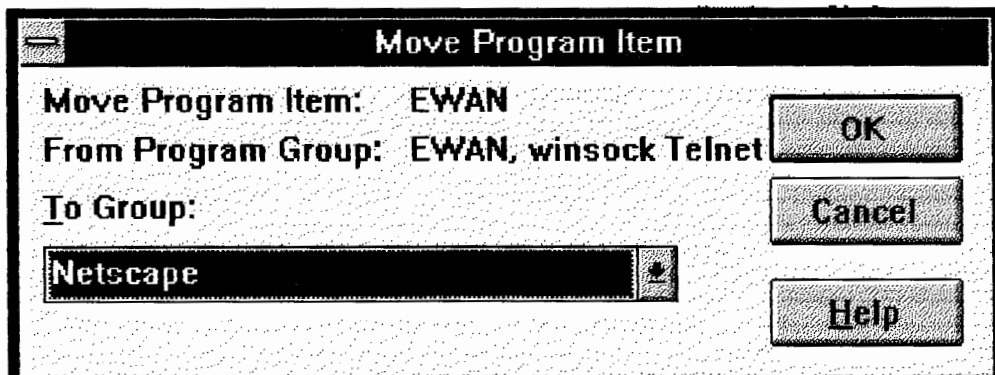 Move Program Item
Move Program Item: EWAN
From Program Group: EWAN, winsock Telnet
To Group:
Netscape
OK
Cancel
Help